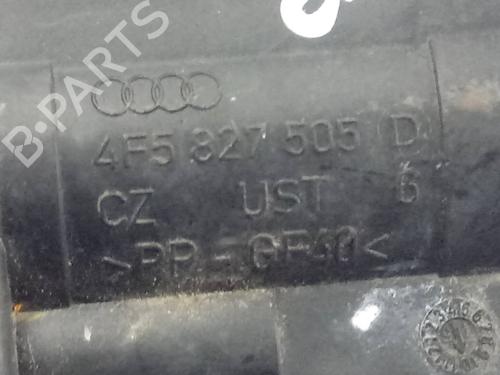 B-PARTS
4F5 827 505 D
CZ UST 6
>PP-GF40<